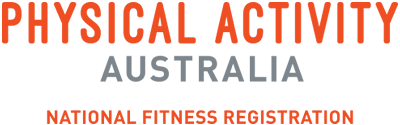 PHYSICAL ACTIVITY
AUSTRALIA
NATIONAL FITNESS REGISTRATION